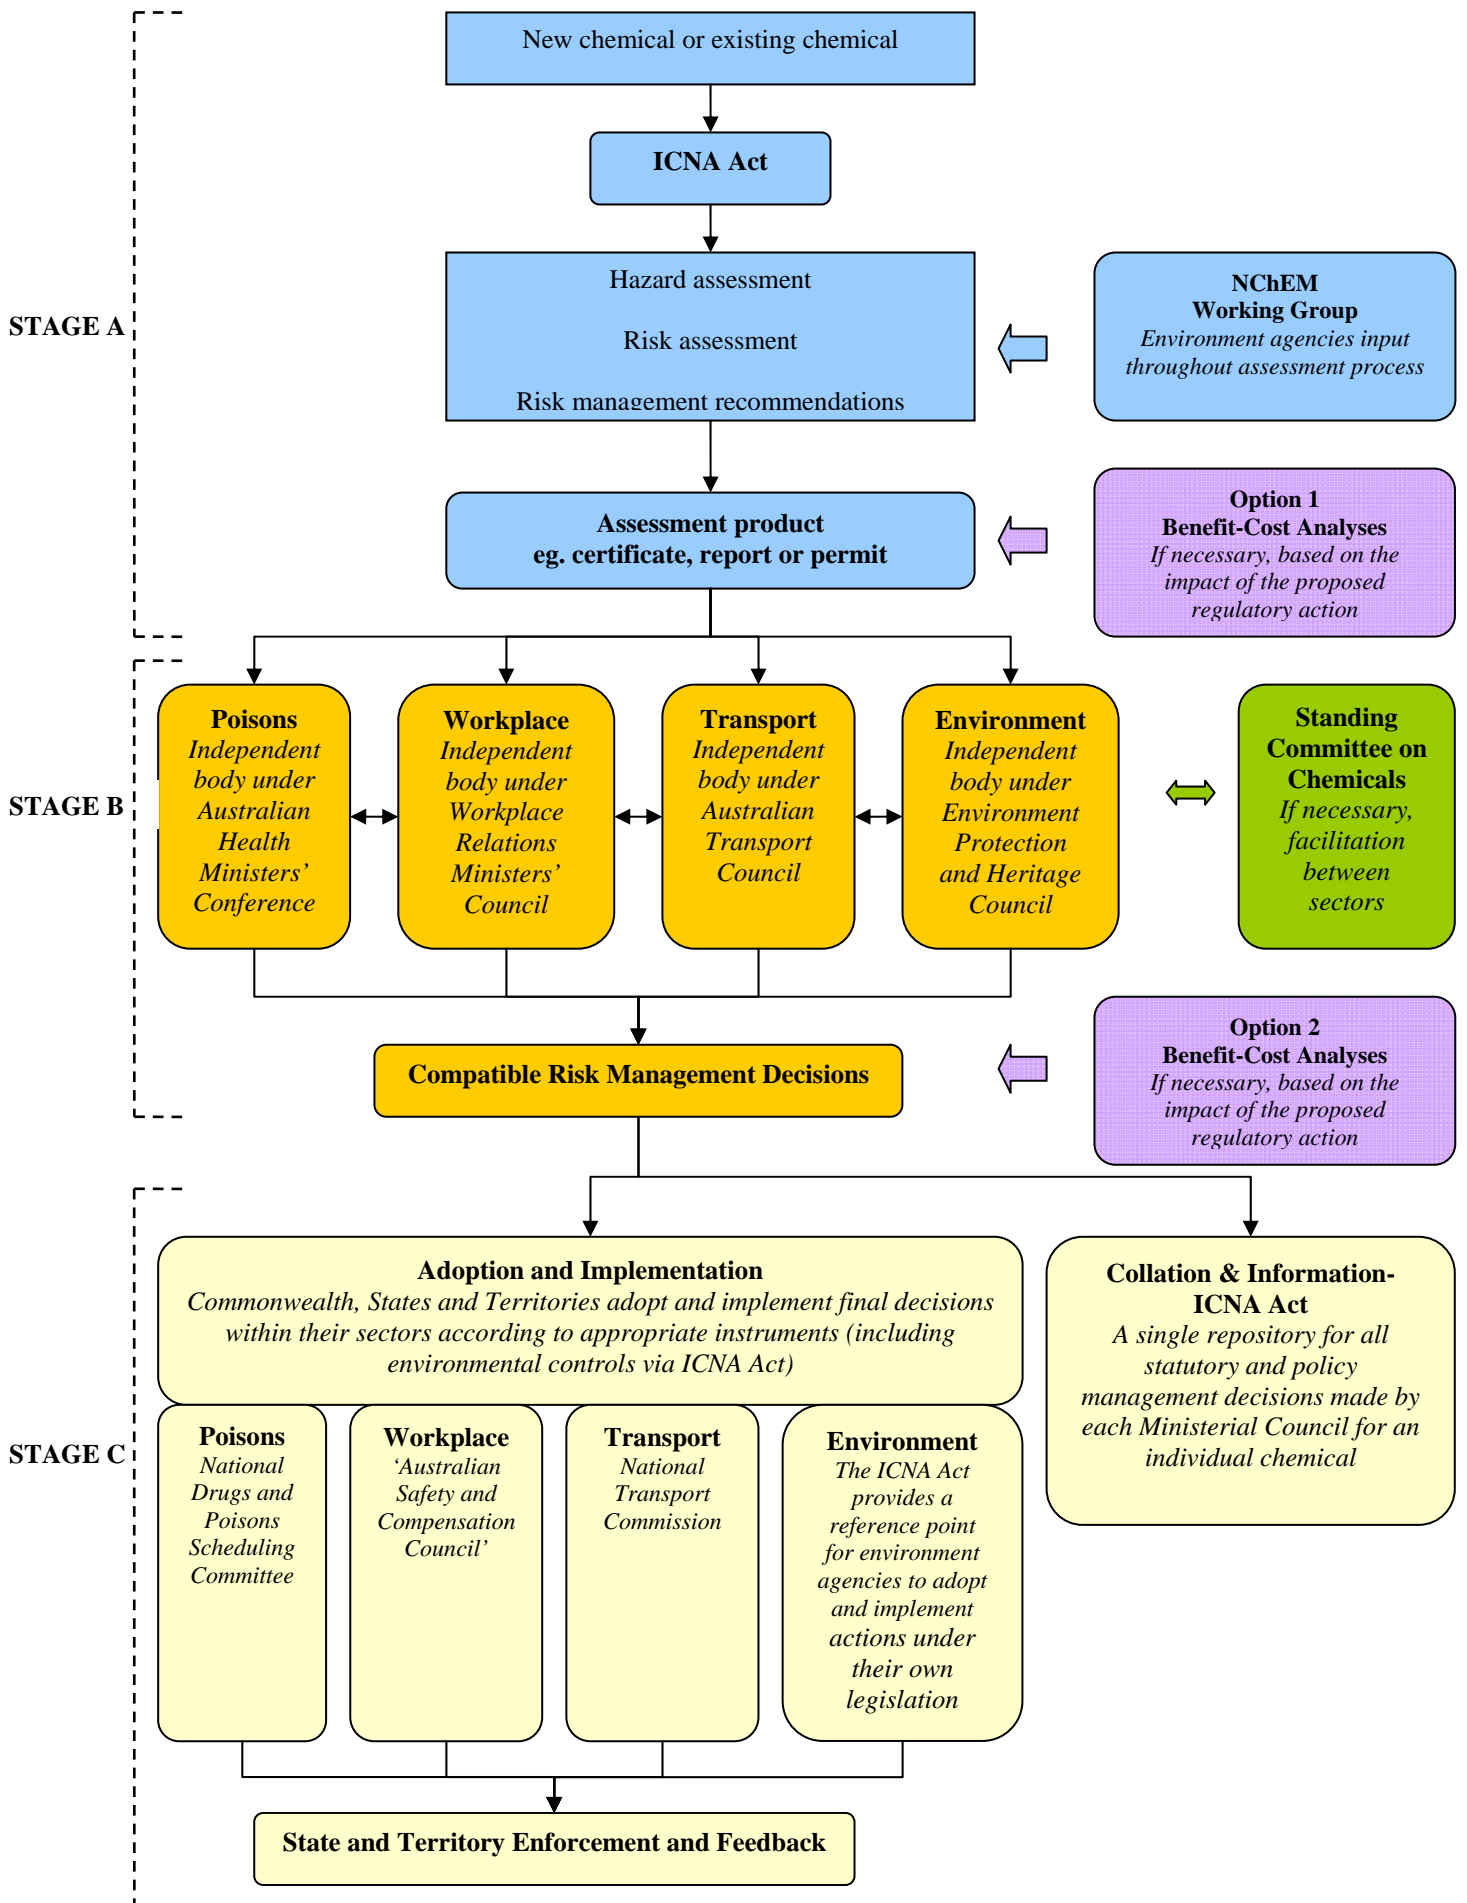 New chemical or existing chemical
ICNA Act
STAGE A
Hazard assessment
Risk assessment
Risk management recommendations
NChEM
Working Group
Environment agencies input
throughout assessment process
Assessment product
eg. certificate, report or permit
Option 1
Benefit-Cost Analyses
If necessary, based on the
impact of the proposed
regulatory action
STAGE B
Poisons
Independent
body under
Australian
Health
Ministers’
Conference
Workplace
Independent
body under
Workplace
Relations
Ministers’
Council
Transport
Independent
body under
Australian
Transport
Council
Environment
Independent
body under
Environment
Protection
and Heritage
Council
Standing
Committee on
Chemicals
If necessary,
facilitation
between
sectors
Compatible Risk Management Decisions
Option 2
Benefit-Cost Analyses
If necessary, based on the
impact of the proposed
regulatory action
STAGE C
Adoption and Implementation
Commonwealth, States and Territories adopt and implement final decisions
within their sectors according to appropriate instruments (including
environmental controls via ICNA Act)
Collation & Information-
ICNA Act
A single repository for all
statutory and policy
management decisions made by
each Ministerial Council for an
individual chemical
Poisons
National
Drugs and
Poisons
Scheduling
Committee
Workplace
‘Australian
Safety and
Compensation
Council’
Transport
National
Transport
Commission
Environment
The ICNA Act
provides a
reference point
for environment
agencies to adopt
and implement
actions under
their own
legislation
State and Territory Enforcement and Feedback